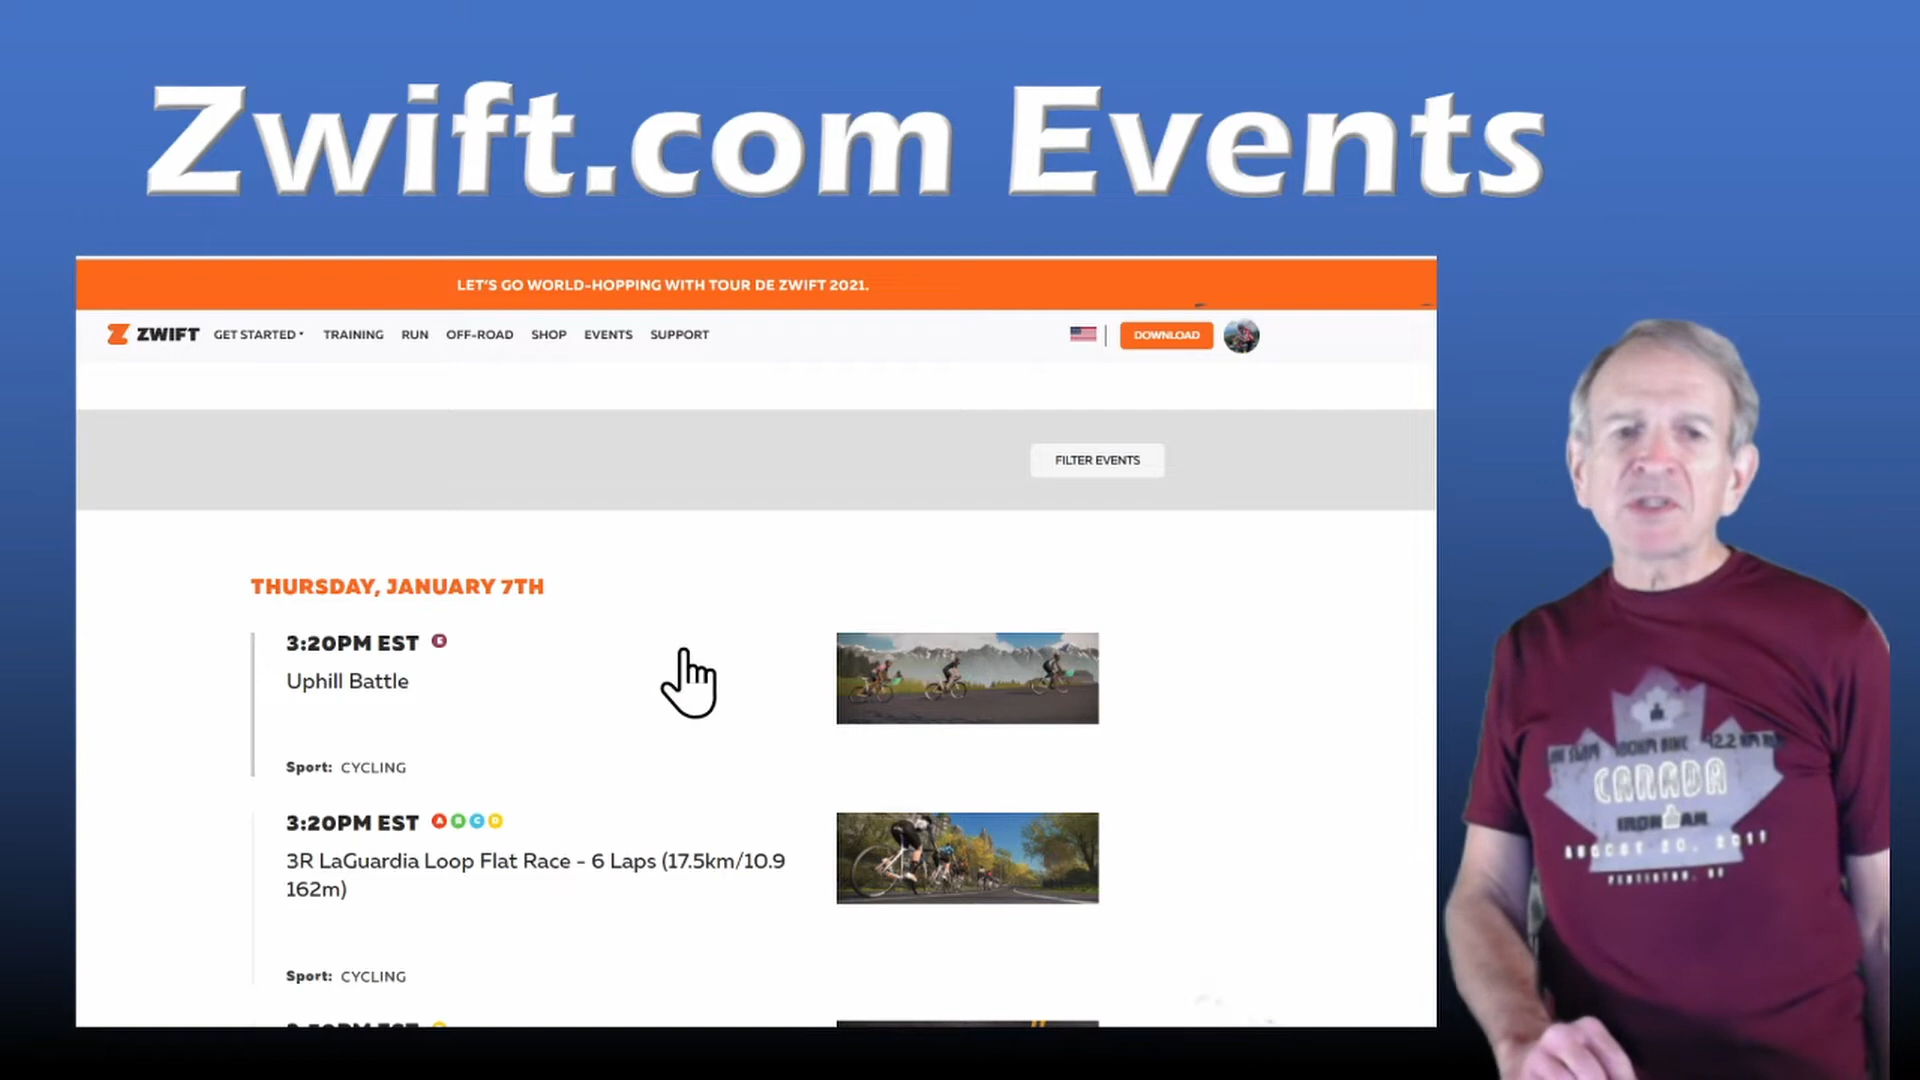 Zwift.com Events
LET'S GO WORLD-HOPPING WITH TOUR DE ZWIFT 2021.
ZWIFT GET STARTED TRAINING RUN OFF-ROAD SHOP EVENTS SUPPORT DOWNLOAD
FILTER EVENTS
THURSDAY, JANUARY 7TH
3:20PM EST E
Uphill Battle
Sport: CYCLING
3:20PM EST A B C D
3R LaGuardia Loop Flat Race - 6 Laps (17.5km/10.9
162m)
Sport: CYCLING
CANADA
IRONMAN